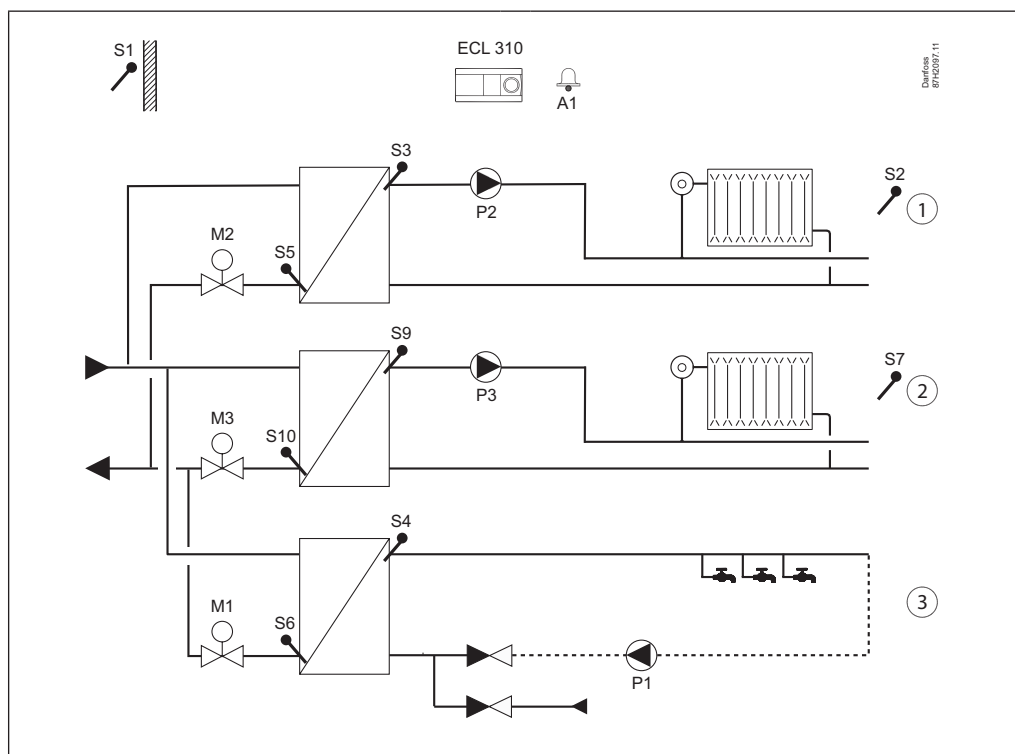 S1
ECL 310
A1
Danfoss
87H2097.11
S3
P2
S2
1
M2
S5
S9
P3
S7
2
M3
S10
S4
3
M1
S6
P1